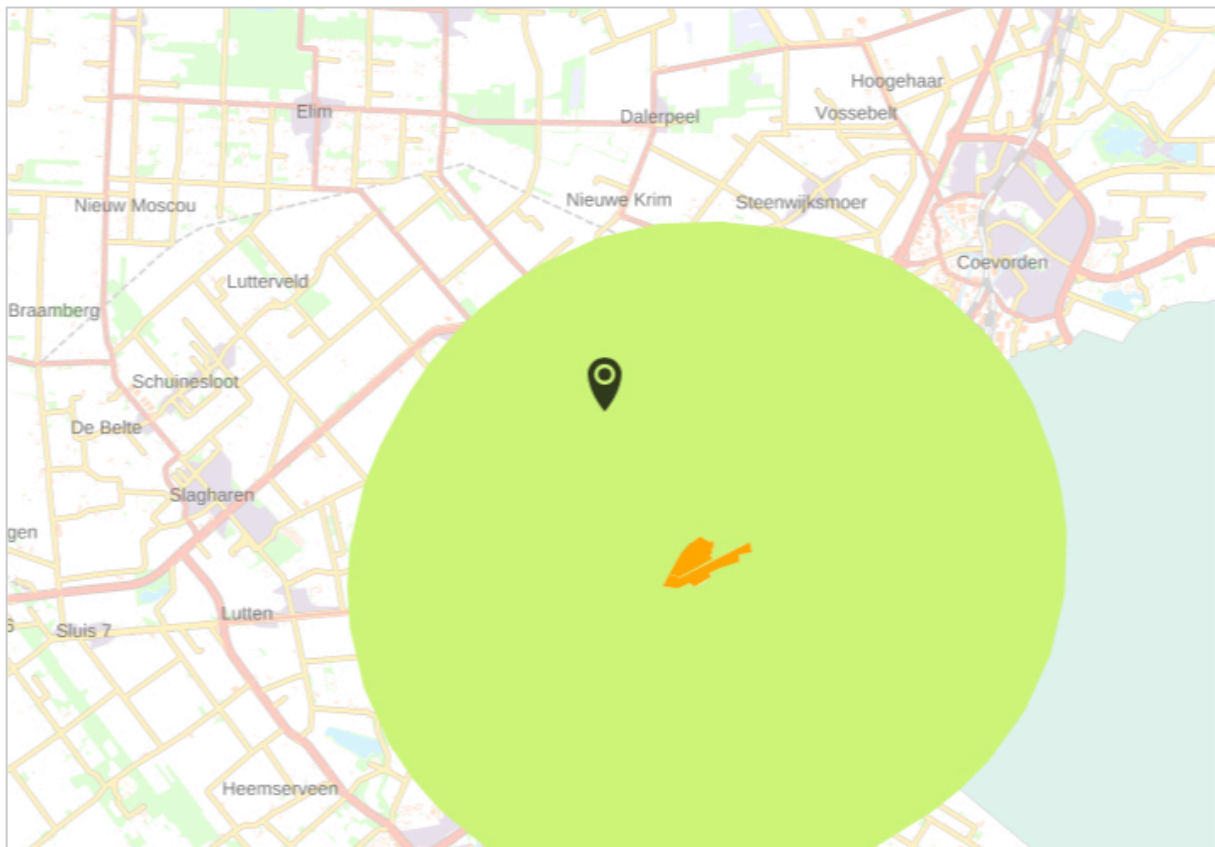 Hoogehaar
Elim
Dalerpeel
Vossebelt
Nieuw Moscou
Nieuwe Krim
Steenwijksmoer
Coevorden
Lutterveld
Braamberg
Schuinesloot
De Belte
Slagharen
gen
Lutten
Sluis 7
Heemserveen